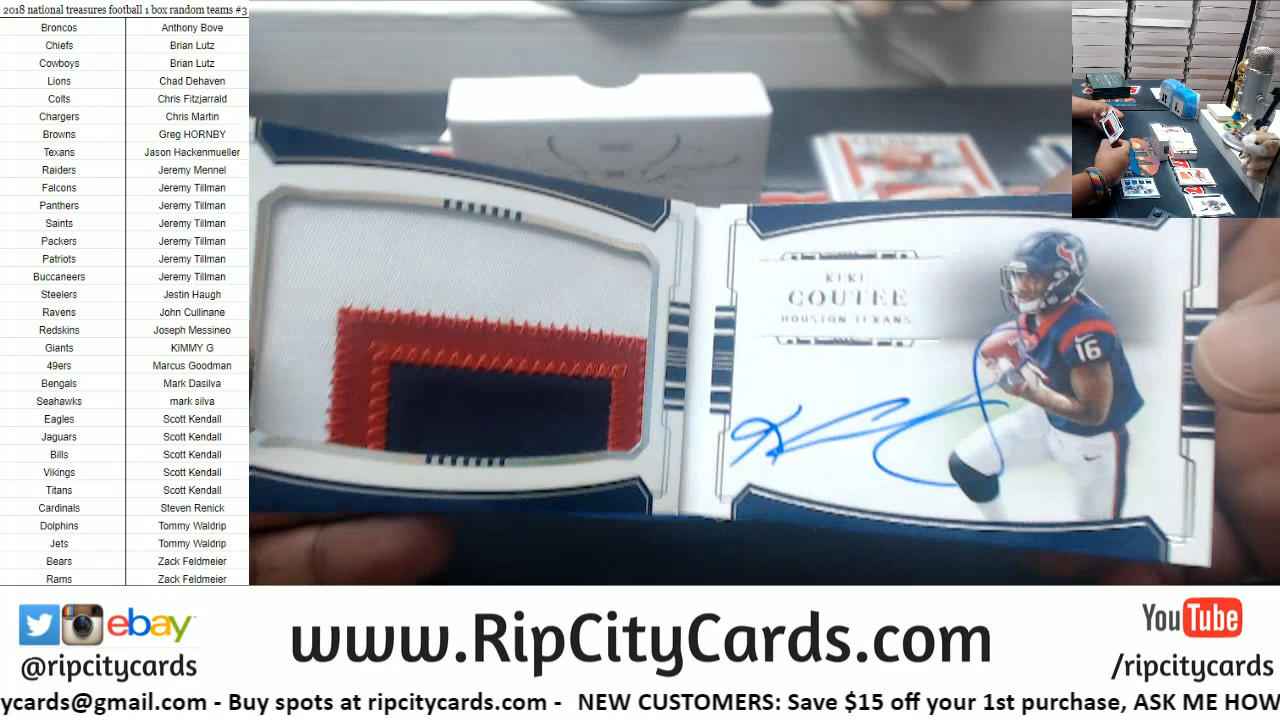 2018 national treasures football 1 box random teams #3
Broncos Anthony Bove
Chiefs Brian Lutz
Cowboys Brian Lutz
Lions Chad Dehaven
Colts Chris Fitzjarrald
Chargers Chris Martin
Browns Greg HORNBY
Texans Jason Hackenmueller
Raiders Jeremy Mennel
Falcons Jeremy Tillman
Panthers Jeremy Tillman
Saints Jeremy Tillman
Packers Jeremy Tillman
Patriots Jeremy Tillman
Buccaneers Jeremy Tillman
Steelers Jestin Haugh
Ravens John Cullinane
Redskins Joseph Messineo
Giants KIMMY G
49ers Marcus Goodman
Bengals Mark Dasilva
Seahawks mark silva
Eagles Scott Kendall
Jaguars Scott Kendall
Bills Scott Kendall
Vikings Scott Kendall
Titans Scott Kendall
Cardinals Steven Renick
Dolphins Tommy Waldrip
Jets Tommy Waldrip
Bears Zack Feldmeier
Rams Zack Feldmeier
KEKE
COUTEE
HOUSTON TEXANS
16
ebay
@ripcitycards
www.RipCityCards.com
YouTube
/ripcitycards
ycards@gmail.com - Buy spots at ripcitycards.com - NEW CUSTOMERS: Save $15 off your 1st purchase, ASK ME HOW